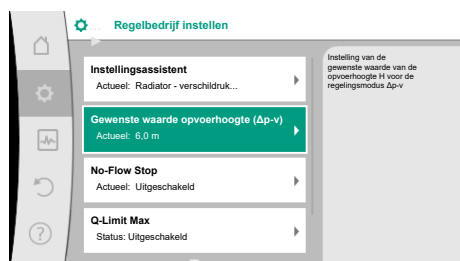 Regelbedrijf instellen
Instellingsassistent
Actueel: Radiator - verschildruk...
Gewenste waarde opvoerhoogte (Δp-v)
Actueel: 6,0 m
No-Flow Stop
Actueel: Uitgeschakeld
Q-Limit Max
Status: Uitgeschakeld
Instelling van de
gewenste waarde van de
opvoerhoogte H voor de
regelingsmodus Δp-v